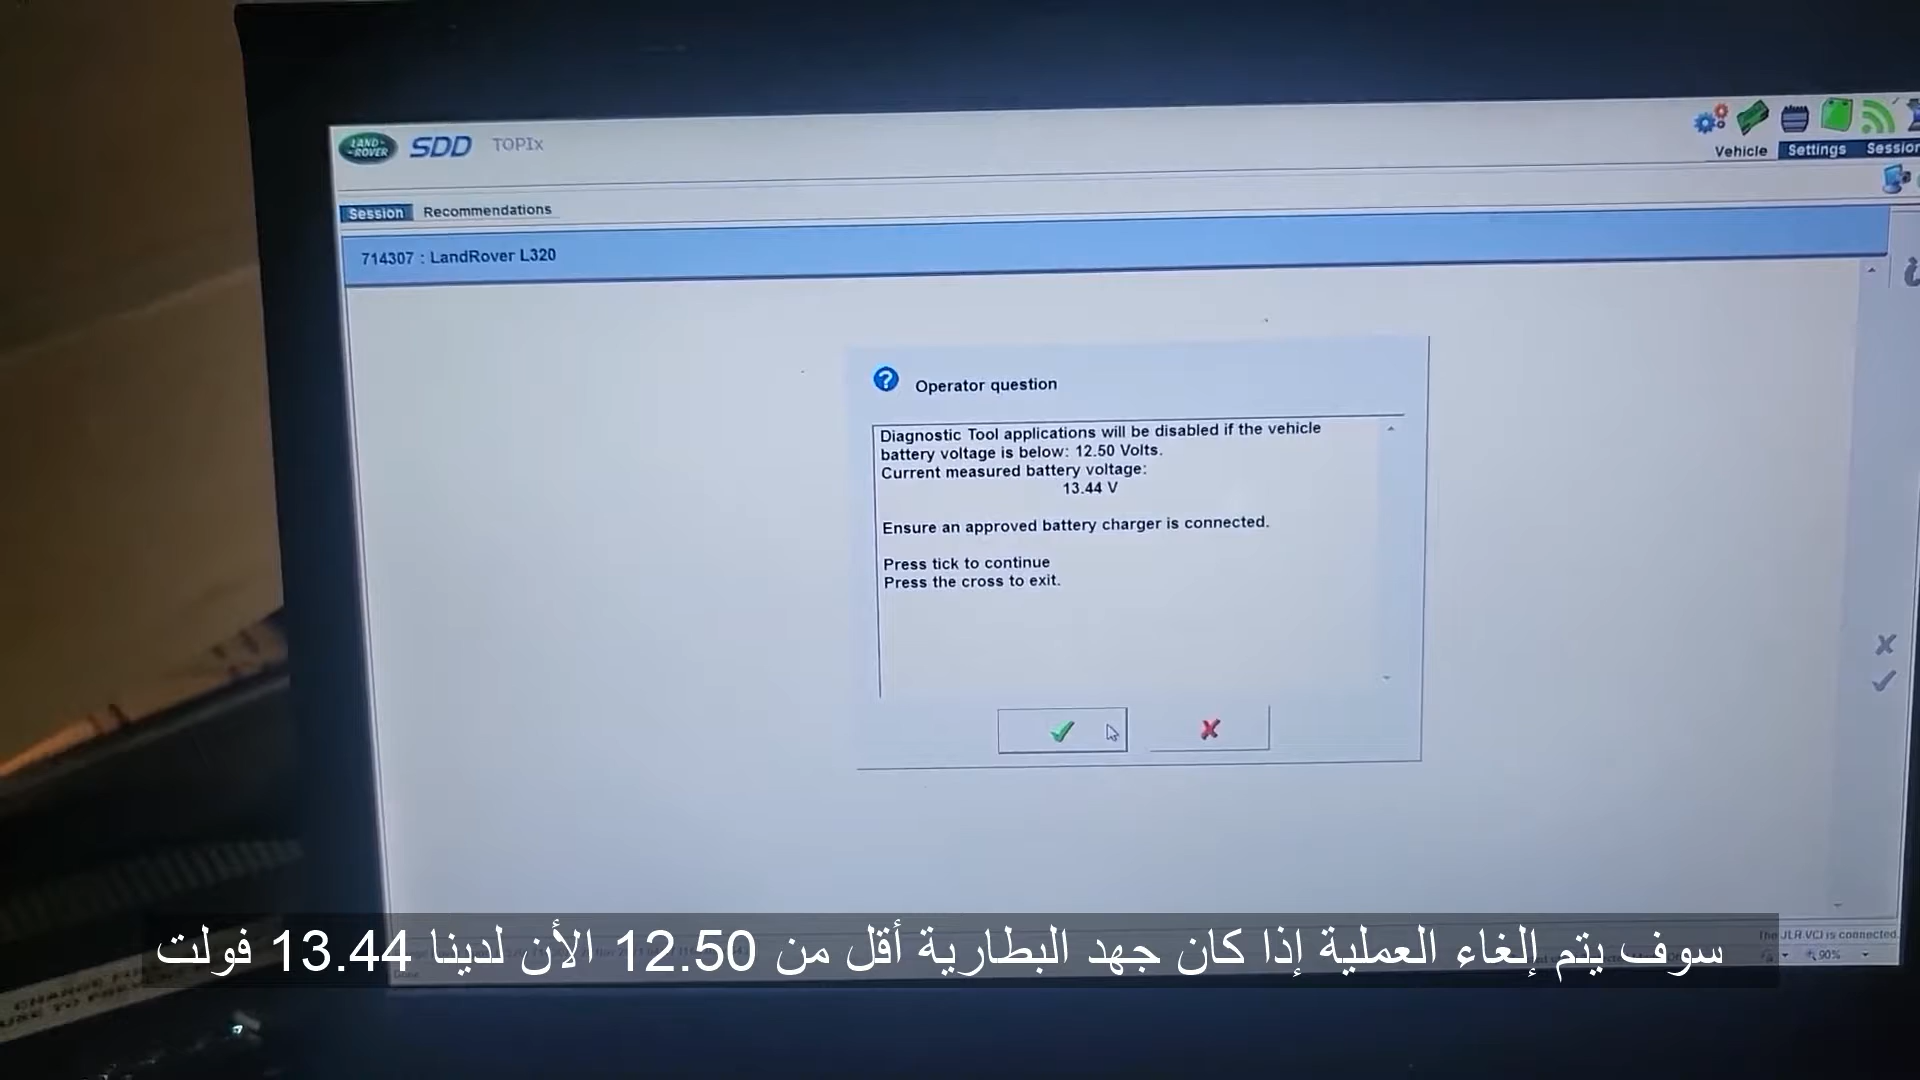 LAND-
-ROVER
SDD
TOPIx
Vehicle
Settings
Session
Session
Recommendations
714307 : LandRover L320
Operator question
Diagnostic Tool applications will be disabled if the vehicle
battery voltage is below: 12.50 Volts.
Current measured battery voltage:
13.44 V
Ensure an approved battery charger is connected.
Press tick to continue
Press the cross to exit.
The JLR VCI is connected.
سوف يتم إلغاء العملية إذا كان جهد البطارية أقل من 12.50 الأن لدينا 13.44 فولت
90%